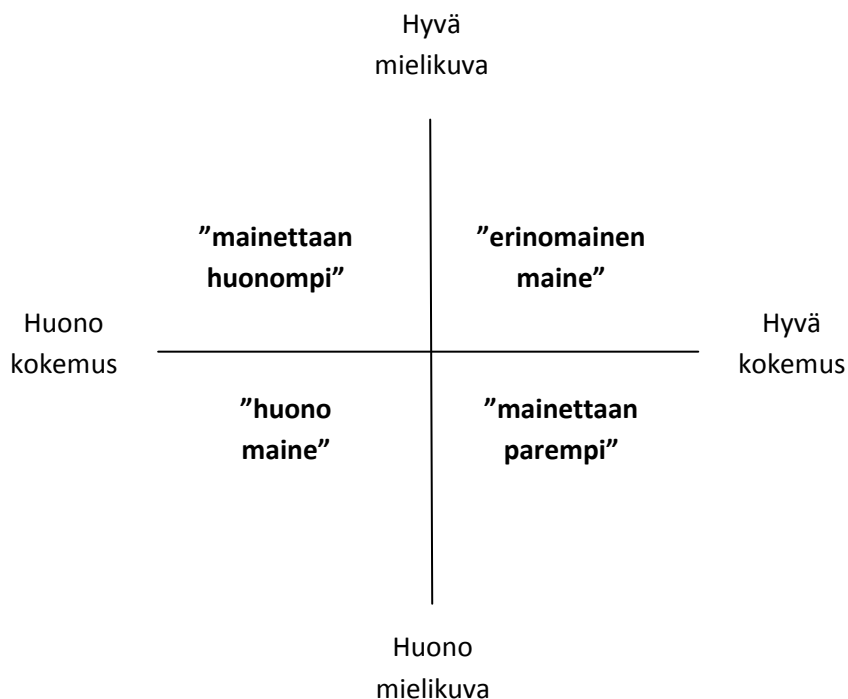 Hyvä
mielikuva
”mainettaan
huonompi”
”erinomainen
maine”
Huono
kokemus
Hyvä
kokemus
”huono
maine”
”mainettaan
parempi”
Huono
mielikuva